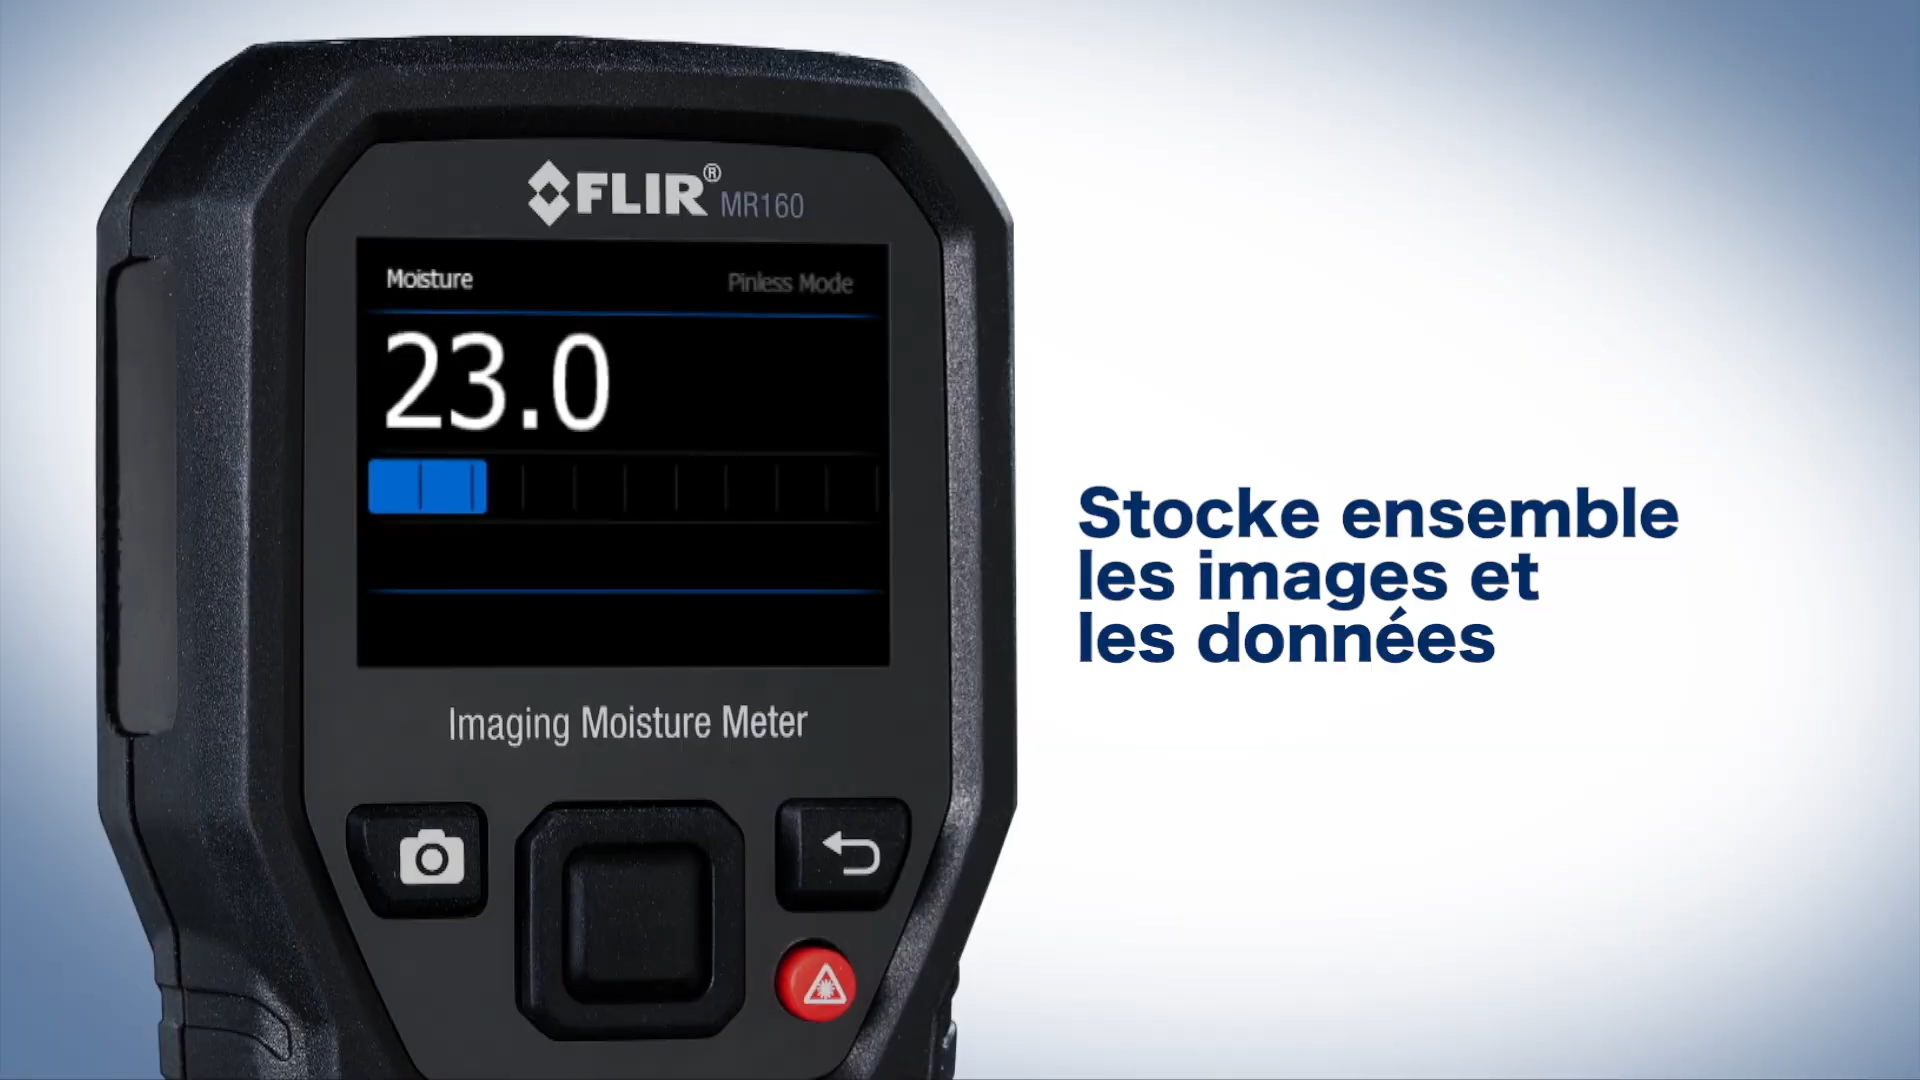 FLIR® MR160
Moisture Pinless Mode
23.0
Imaging Moisture Meter
Stocke ensemble
les images et
les données